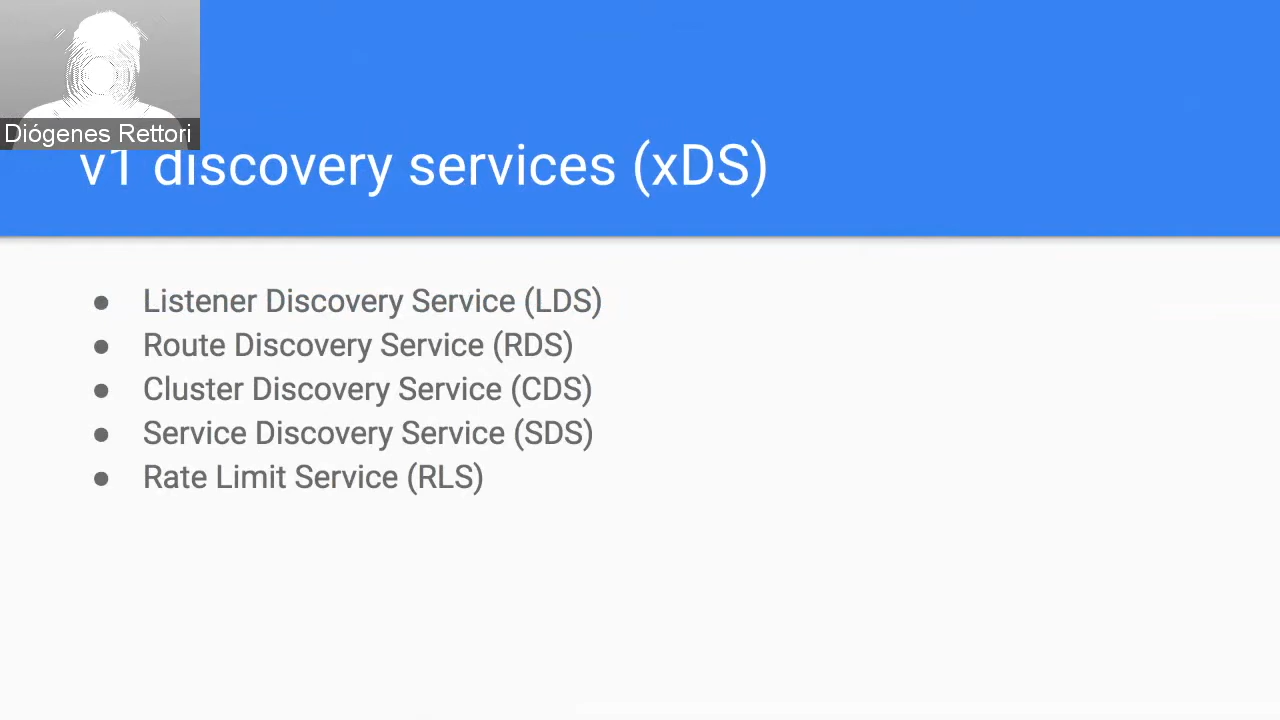 Diógenes Rettori
v1 discovery services (xDS)
● Listener Discovery Service (LDS)
● Route Discovery Service (RDS)
● Cluster Discovery Service (CDS)
● Service Discovery Service (SDS)
● Rate Limit Service (RLS)